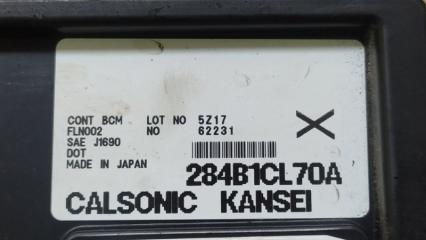 CONT BCM LOT NO 5Z17
FLN002 NO 62231
SAE J1690
DOT
MADE IN JAPAN
284B1CL70A
CALSONIC KANSEI